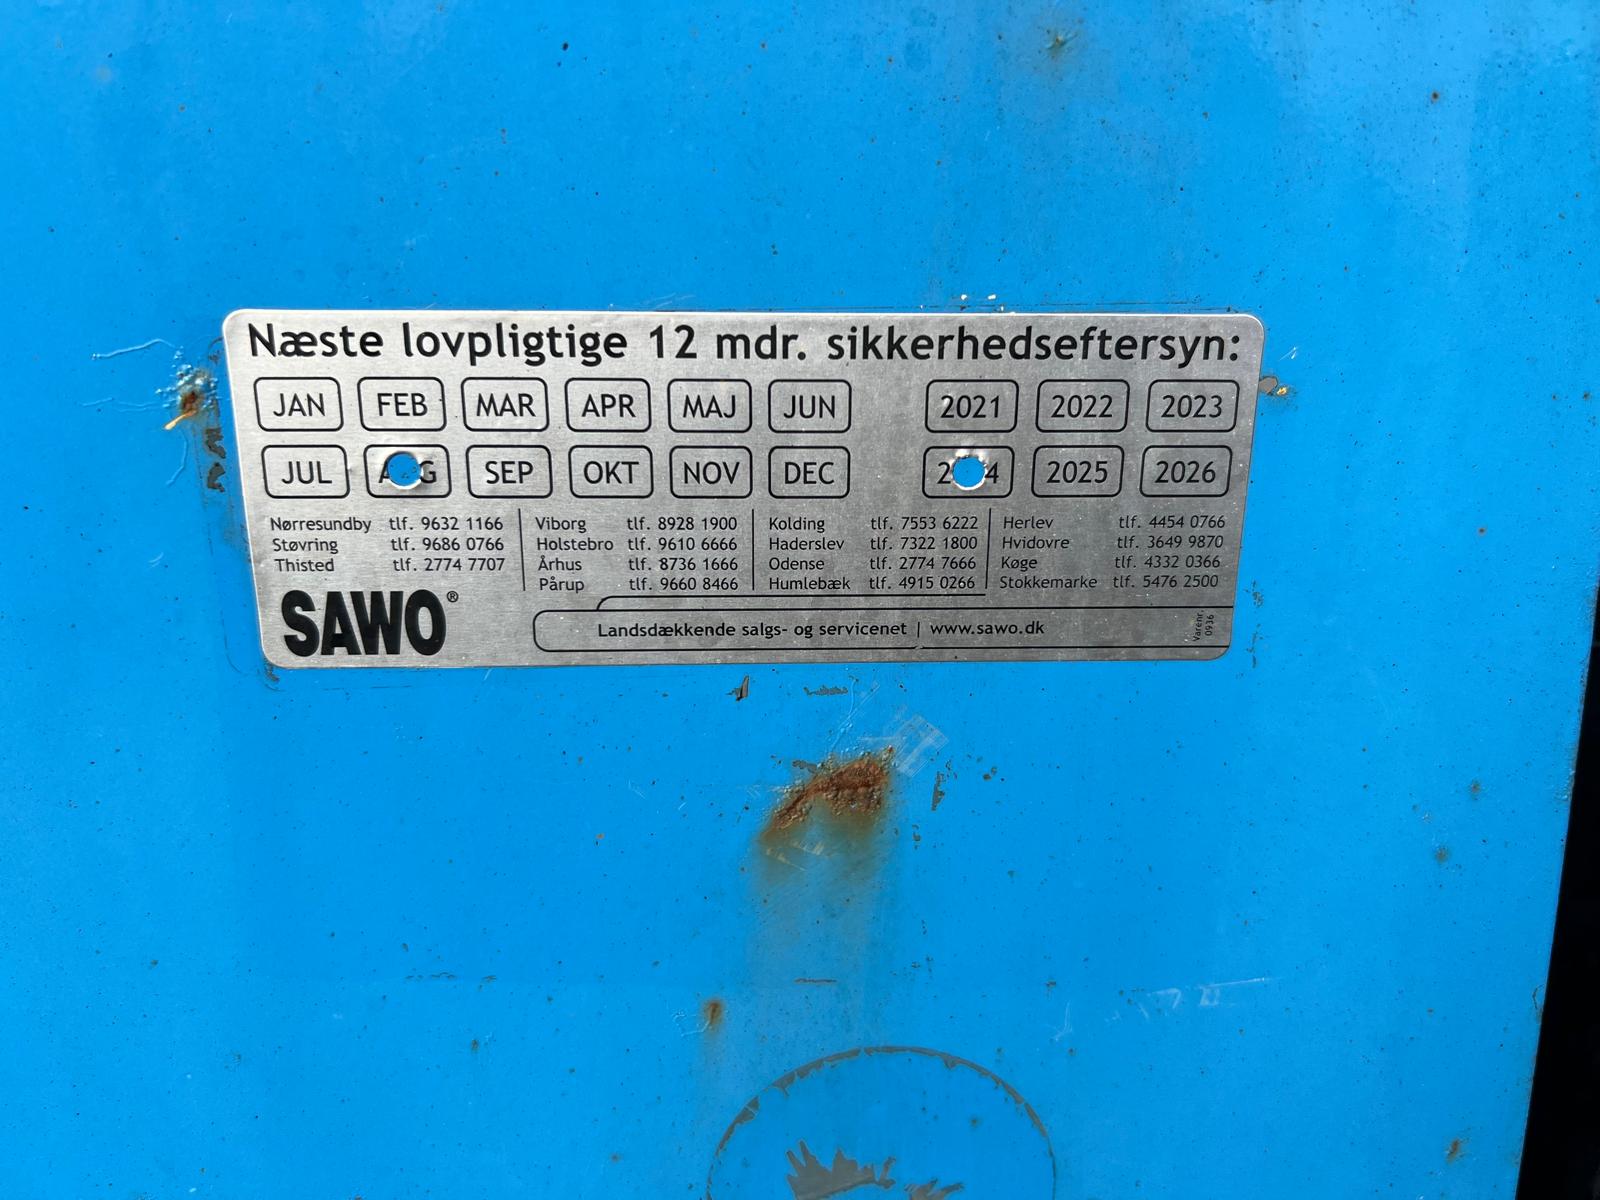 Næste lovpligtige 12 mdr. sikkerhedseftersyn:
JAN FEB MAR APR MAJ JUN 2021 2022 2023
JUL SEP OKT NOV DEC 2025 2026
Nørresundby tlf. 9632 1166 Viborg tlf. 8928 1900 Kolding tlf. 7553 6222 Herlev tlf. 4454 0766
Støvring tlf. 9686 0766 Holstebro tlf. 9610 6666 Haderslev tlf. 7322 1800 Hvidovre tlf. 3649 9870
Thisted tlf. 2774 7707 Århus tlf. 8736 1666 Odense tlf. 2774 7666 Køge tlf. 4332 0366
Pårup tlf. 9660 8466 Humlebæk tlf. 4915 0266 Stokkemarke tlf. 5476 2500
SAWO®
Landsdækkende salgs- og servicenet | www.sawo.dk
Varenr.
0936